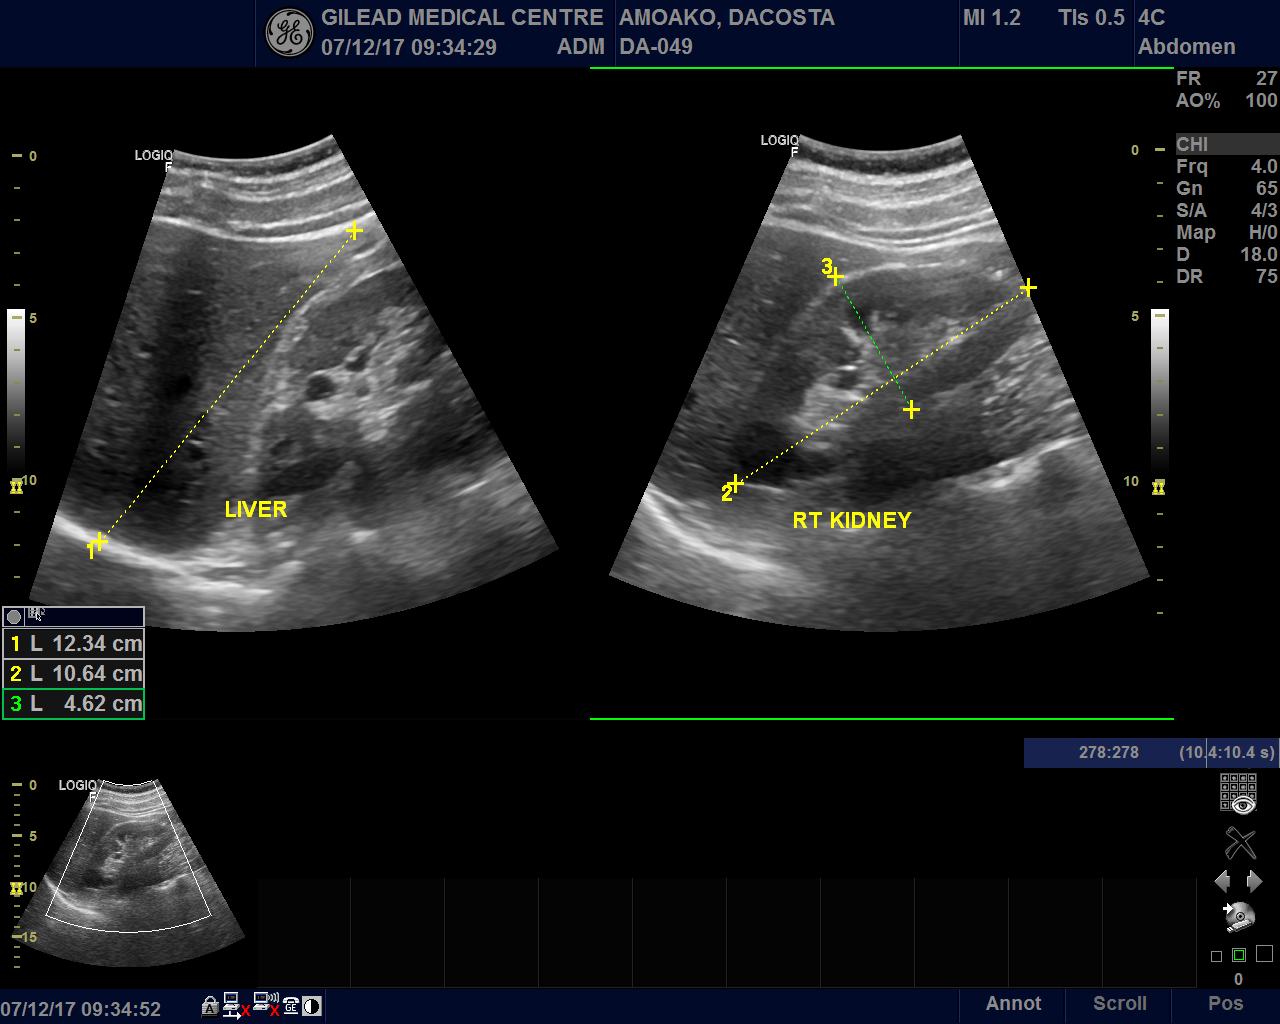 GILEAD MEDICAL CENTRE
07/12/17 09:34:29 ADM
AMOAKO, DACOSTA
DA-049
MI 1.2 TIs 0.5
4C
Abdomen
FR 27
AO% 100
CHI
Frq 4.0
Gn 65
S/A 4/3
Map H/0
D 18.0
DR 75
LOGIQ
F
0
5
10
1
LIVER
LOGIQ
F
0
5
10
3
2
RT KIDNEY
1 L 12.34 cm
2 L 10.64 cm
3 L 4.62 cm
278:278 (10.4:10.4 s)
LOGIQ
F
0
5
10
15
0
07/12/17 09:34:52
A
X
X
GE
Annot
Scroll
Pos